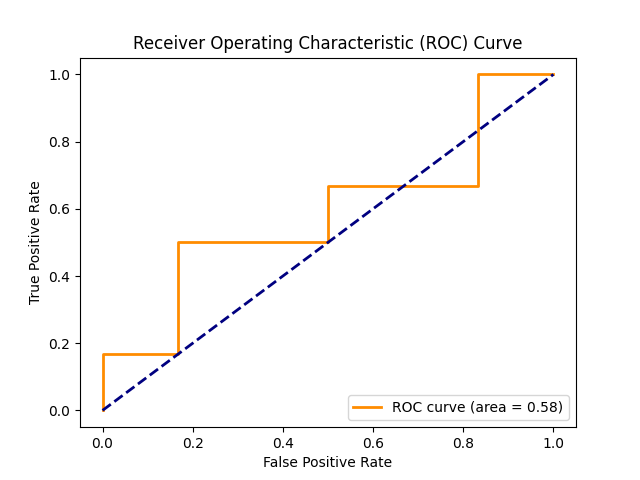 Receiver Operating Characteristic (ROC) Curve
1.0
0.8
0.6
0.4
0.2
0.0
True Positive Rate
0.0 0.2 0.4 0.6 0.8 1.0
False Positive Rate
ROC curve (area = 0.58)